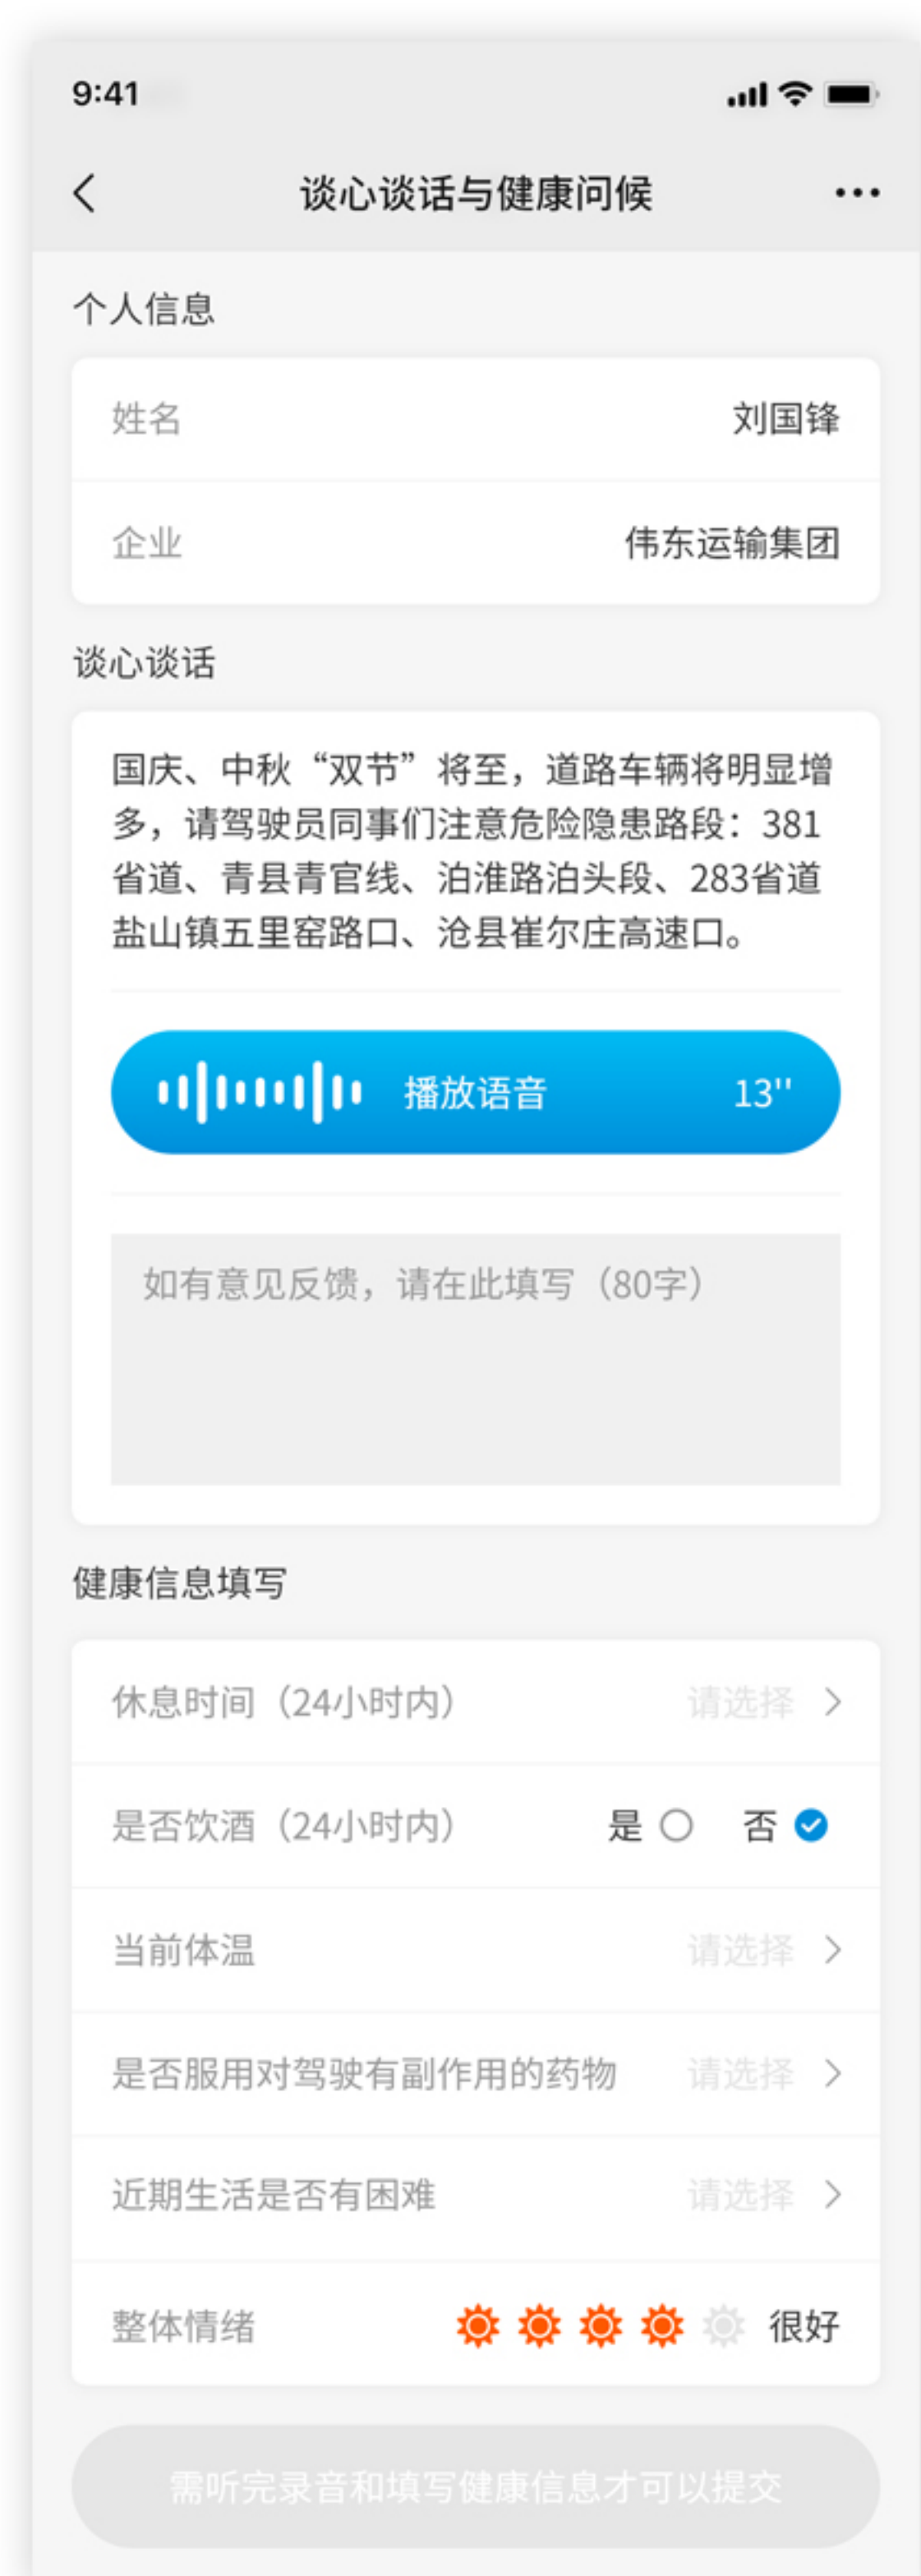 9:41
谈心谈话与健康问候
个人信息
姓名 刘国锋
企业 伟东运输集团
谈心谈话
国庆、中秋“双节”将至，道路车辆将明显增
多，请驾驶员同事们注意危险隐患路段：381
省道、青县青官线、泊淮路泊头段、283省道
盐山镇五里窑路口、沧县崔尔庄高速口。
播放语音 13''
如有意见反馈，请在此填写（80字）
健康信息填写
休息时间（24小时内） 请选择
是否饮酒（24小时内） 是 否
当前体温 请选择
是否服用对驾驶有副作用的药物 请选择
近期生活是否有困难 请选择
整体情绪 很好
需听完录音和填写健康信息才可以提交